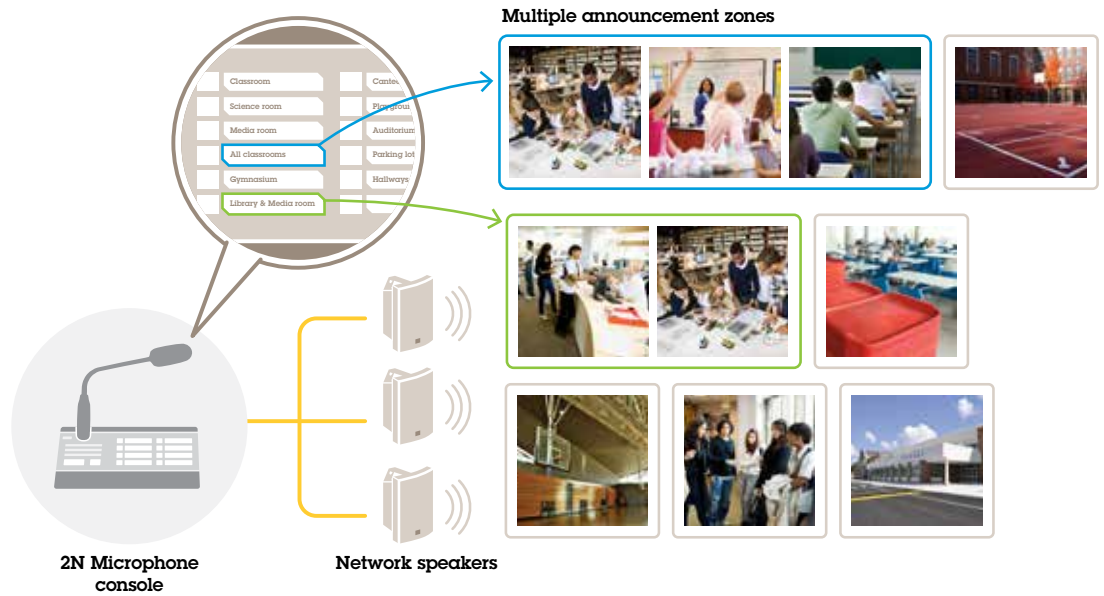 Multiple announcement zones
Classroom
Science room
Media room
All classrooms
Gymnasium
Library & Media room
Auditorium
Parking lot
Hallways
2N Microphone
console
Network speakers